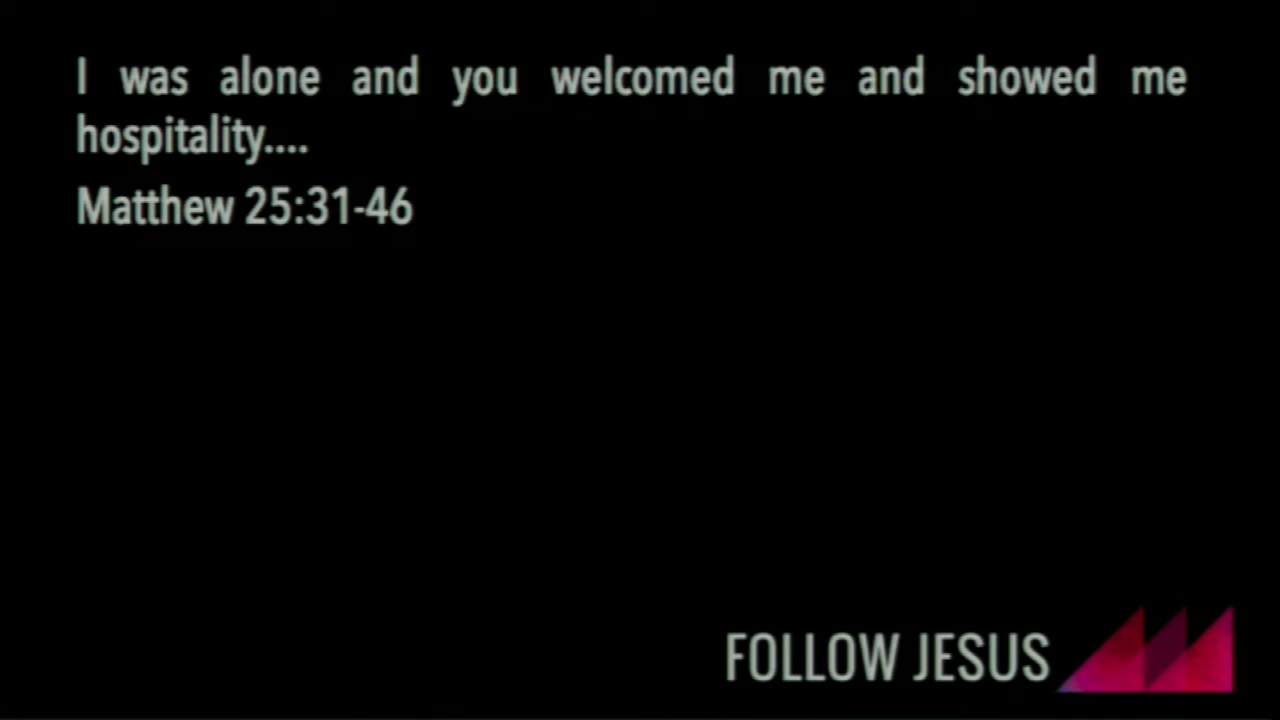 I was alone and you welcomed me and showed me
hospitality....
Matthew 25:31-46
FOLLOW JESUS